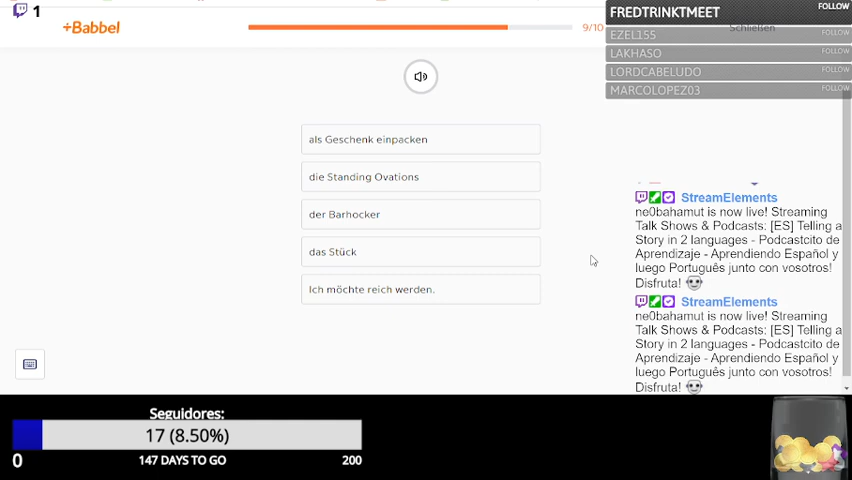 1
FREDTRINKTMEET
FOLLOW
+Babbel
9/10
Schließen
EZEL155
FOLLOW
LAKHASO
FOLLOW
LORDCABELUDO
FOLLOW
MARCOLOPEZ03
FOLLOW
als Geschenk einpacken
die Standing Ovations
der Barhocker
das Stück
Ich möchte reich werden.
StreamElements
ne0bahamut is now live! Streaming
Talk Shows & Podcasts: [ES] Telling a
Story in 2 languages - Podcastcito de
Aprendizaje - Aprendiendo Español y
luego Português junto con vosotros!
Disfruta!
StreamElements
ne0bahamut is now live! Streaming
Talk Shows & Podcasts: [ES] Telling a
Story in 2 languages - Podcastcito de
Aprendizaje - Aprendiendo Español y
luego Português junto con vosotros!
Disfruta!
Seguidores:
17 (8.50%)
0
147 DAYS TO GO
200